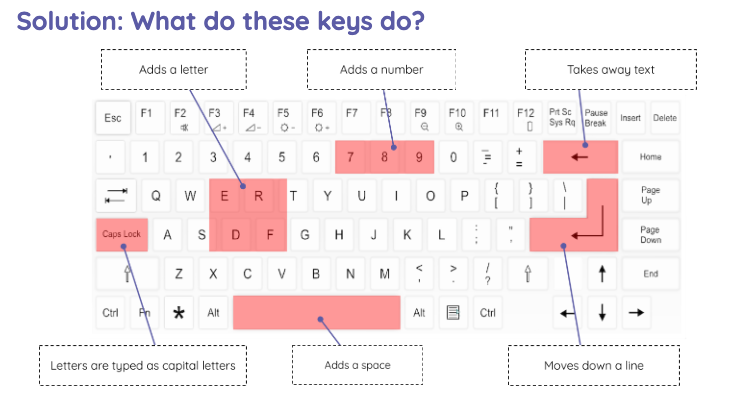 Solution: What do these keys do?
Adds a letter
Adds a number
Takes away text
Esc F1 F2 F3 F4 F5 F6 F7 F8 F9 F10 F11 F12 Prt Sc Sys Rq Pause Break Insert Delete
1 2 3 4 5 6 7 8 9 0 - = + = Home
Q W E R T Y U I O P { [ } ] \ | Page Up
Caps Lock A S D F G H J K L : ; " ' Page Down
Z X C V B N M < , > . / ? End
Ctrl Fn Alt Alt Ctrl
Letters are typed as capital letters
Adds a space
Moves down a line